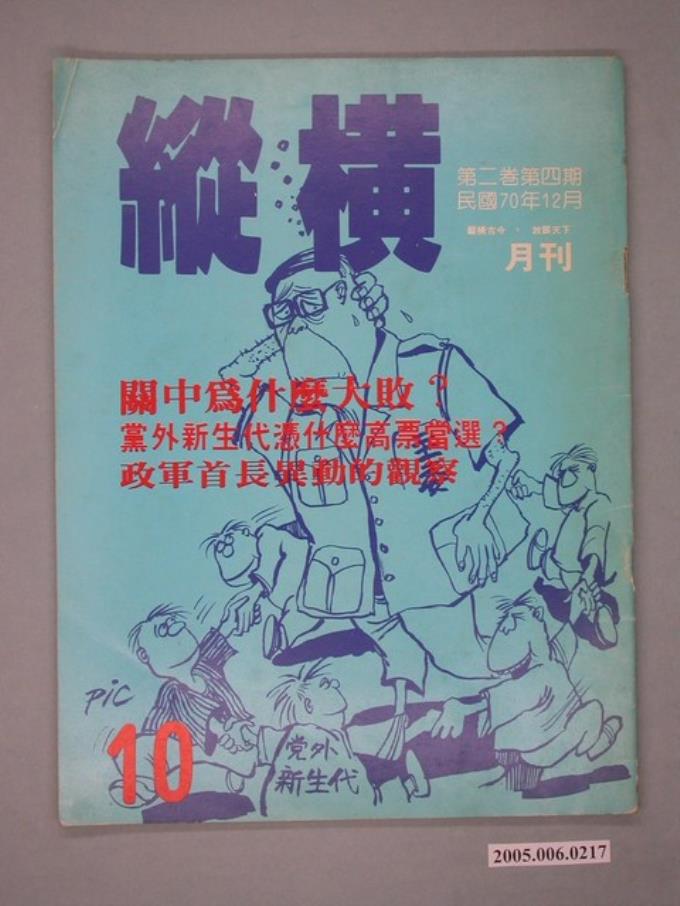 縱橫
第二卷第四期
民國70年12月
縱橫古今、放眼天下
月刊
關中爲什麼大敗？
黨外新生代憑什麼高票當選？
政軍首長異動的觀察
PiC
10
党外
新生代
2005.006.0217